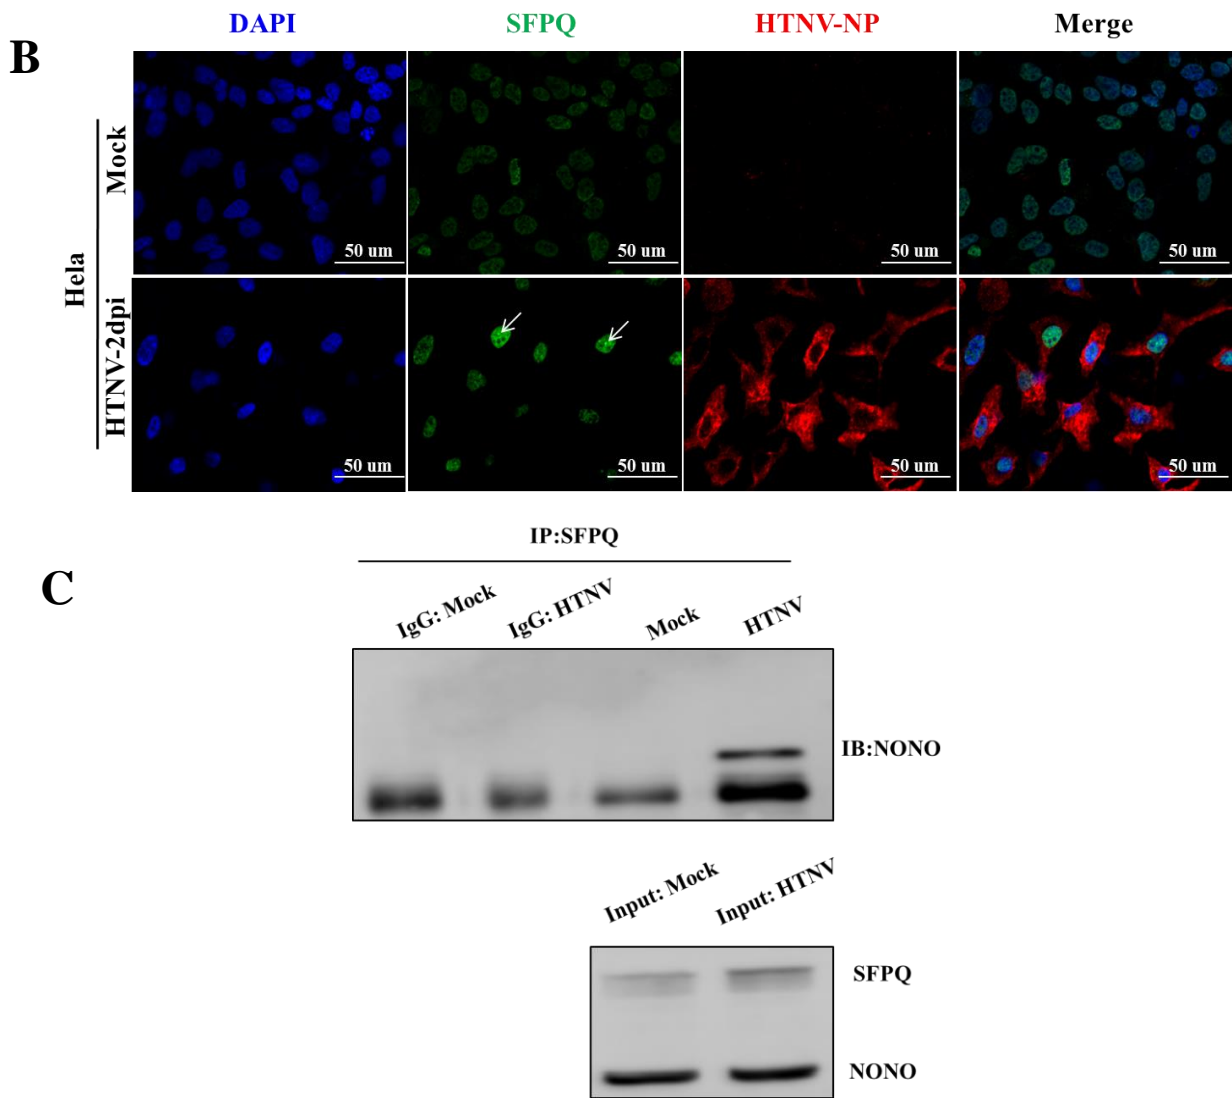 B
DAPI SFPQ HTNV-NP Merge
Hela
Mock
50 um 50 um 50 um 50 um
HTNV-2dpi
50 um 50 um 50 um 50 um
C
IP:SFPQ
IgG: Mock IgG: HTNV Mock HTNV
IB:NONO
Input: Mock Input: HTNV
SFPQ
NONO